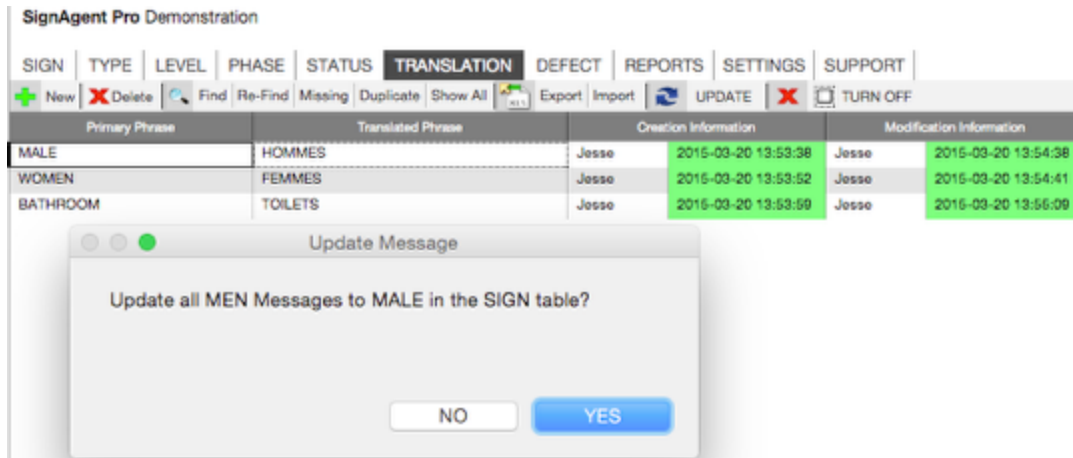 SignAgent Pro Demonstration
SIGN TYPE LEVEL PHASE STATUS TRANSLATION DEFECT REPORTS SETTINGS SUPPORT
New Delete Find Re-Find Missing Duplicate Show All Export Import UPDATE TURN OFF
Primary Phrase Translated Phrase Creation Information Modification Information
MALE HOMMES Jesse 2015-03-20 13:53:38 Jesse 2015-03-20 13:54:38
WOMEN FEMMES Jesse 2015-03-20 13:53:52 Jesse 2015-03-20 13:54:41
BATHROOM TOILETS Jesse 2015-03-20 13:53:59 Jesse 2015-03-20 13:55:09
Update Message
Update all MEN Messages to MALE in the SIGN table?
NO YES